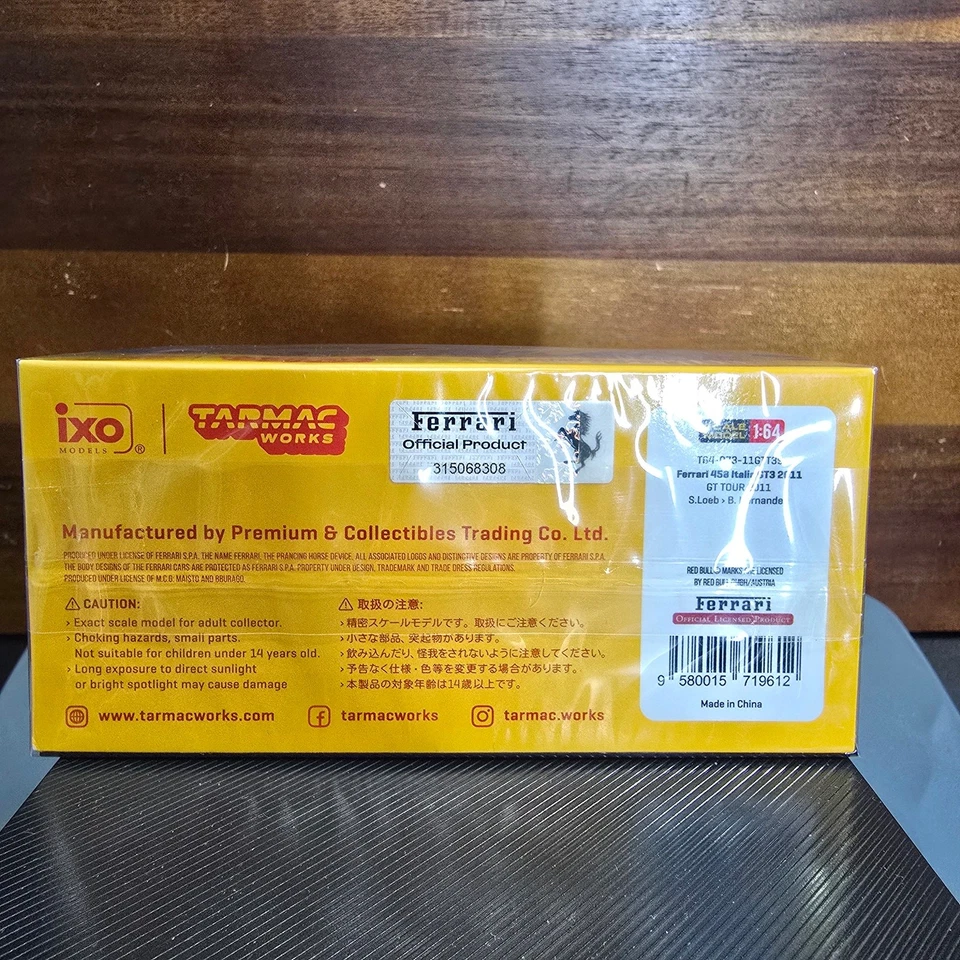 ixo
MODELS
®
TARMAC
WORKS
Ferrari
Official Product
315068308
MODEL 1:64
Ferrari 458 Italia GT3 2011
GT TOUR 2011
S.Loeb > B. Hernandez
Manufactured by Premium & Collectibles Trading Co. Ltd.
PRODUCED UNDER LICENSE OF FERRARI S.P.A. THE NAME FERRARI, THE PRANCING HORSE DEVICE, ALL ASSOCIATED LOGOS AND DISTINCTIVE DESIGNS ARE PROPERTY OF FERRARI S.P.A.
THE BODY DESIGNS OF THE FERRARI CARS ARE PROTECTED AS FERRARI S.P.A. PROPERTY UNDER DESIGN, TRADEMARK AND TRADE DRESS REGULATIONS.
PRODUCED UNDER LICENSE OF M.C.G: MAISTO AND BBURAGO.
CAUTION:
› Exact scale model for adult collector.
› Choking hazards, small parts.
Not suitable for children under 14 years old.
› Long exposure to direct sunlight
or bright spotlight may cause damage
取扱の注意:
›精密スケールモデルです。取扱にご注意ください。
›小さな部品、突起物があります。
›飲み込んだり、怪我をされないように注意してください。
›予告なく仕様・色等を変更する場合があります。
›本製品の対象年齢は14歳以上です。
RED BULL MARKS ARE LICENSED
BY RED BULL GMBH/AUSTRIA
Ferrari
OFFICIAL LICENSED PRODUCT
9 580015 719612
Made in China
www.tarmacworks.com
tarmacworks
tarmac.works